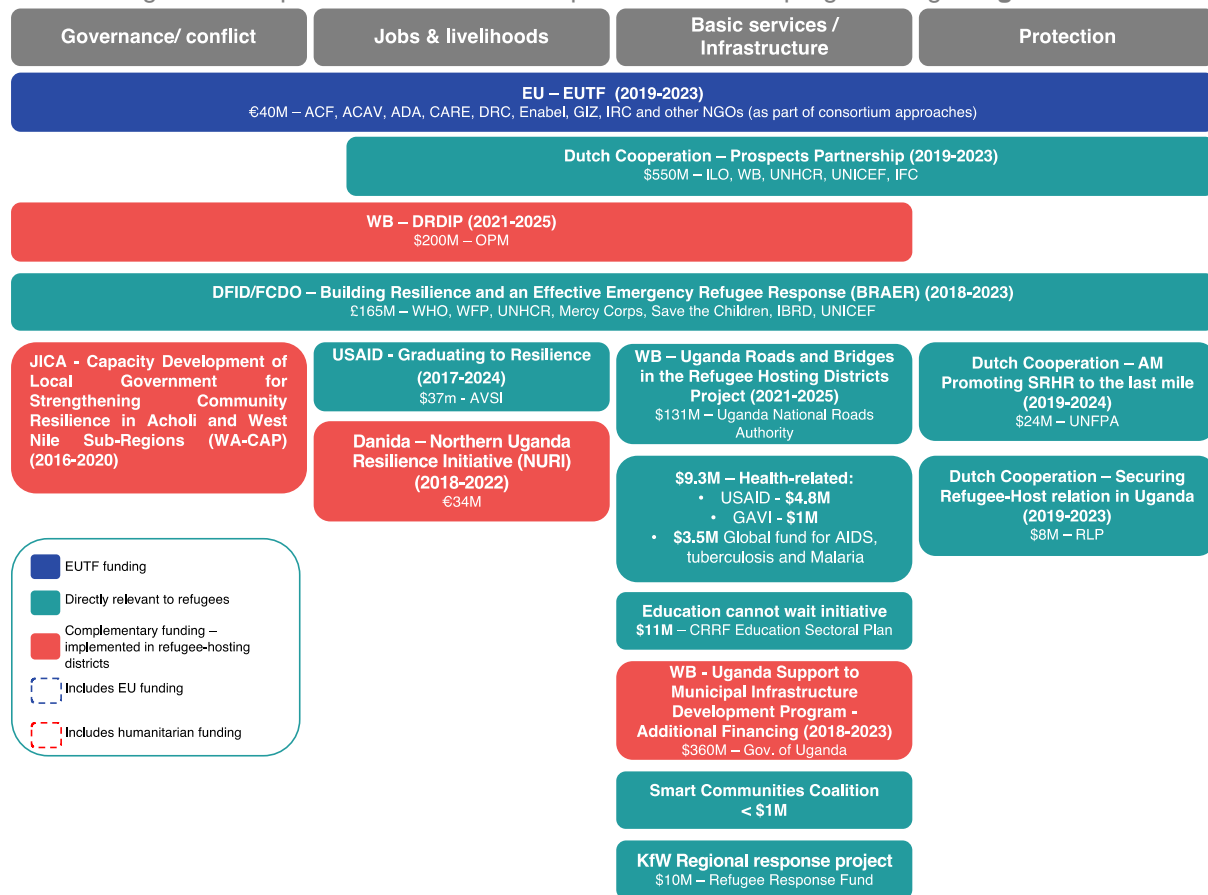 Governance/ conflict
Jobs & livelihoods
Basic services /
Infrastructure
Protection
EU – EUTF (2019-2023)
€40M – ACF, ACAV, ADA, CARE, DRC, Enabel, GIZ, IRC and other NGOs (as part of consortium approaches)
Dutch Cooperation – Prospects Partnership (2019-2023)
$550M – ILO, WB, UNHCR, UNICEF, IFC
WB – DRDIP (2021-2025)
$200M – OPM
DFID/FCDO – Building Resilience and an Effective Emergency Refugee Response (BRAER) (2018-2023)
£165M – WHO, WFP, UNHCR, Mercy Corps, Save the Children, IBRD, UNICEF
JICA - Capacity Development of
Local Government for
Strengthening Community
Resilience in Acholi and West
Nile Sub-Regions (WA-CAP)
(2016-2020)
USAID - Graduating to Resilience
(2017-2024)
$37m - AVSI
Danida – Northern Uganda
Resilience Initiative (NURI)
(2018-2022)
€34M
WB – Uganda Roads and Bridges
in the Refugee Hosting Districts
Project (2021-2025)
$131M – Uganda National Roads
Authority
$9.3M – Health-related:
• USAID - $4.8M
• GAVI - $1M
• $3.5M Global fund for AIDS,
tuberculosis and Malaria
Education cannot wait initiative
$11M – CRRF Education Sectoral Plan
WB - Uganda Support to
Municipal Infrastructure
Development Program -
Additional Financing (2018-2023)
$360M – Gov. of Uganda
Smart Communities Coalition
< $1M
KfW Regional response project
$10M – Refugee Response Fund
Dutch Cooperation – AM
Promoting SRHR to the last mile
(2019-2024)
$24M – UNFPA
Dutch Cooperation – Securing
Refugee-Host relation in Uganda
(2019-2023)
$8M – RLP
EUTF funding
Directly relevant to refugees
Complementary funding –
implemented in refugee-hosting
districts
Includes EU funding
Includes humanitarian funding